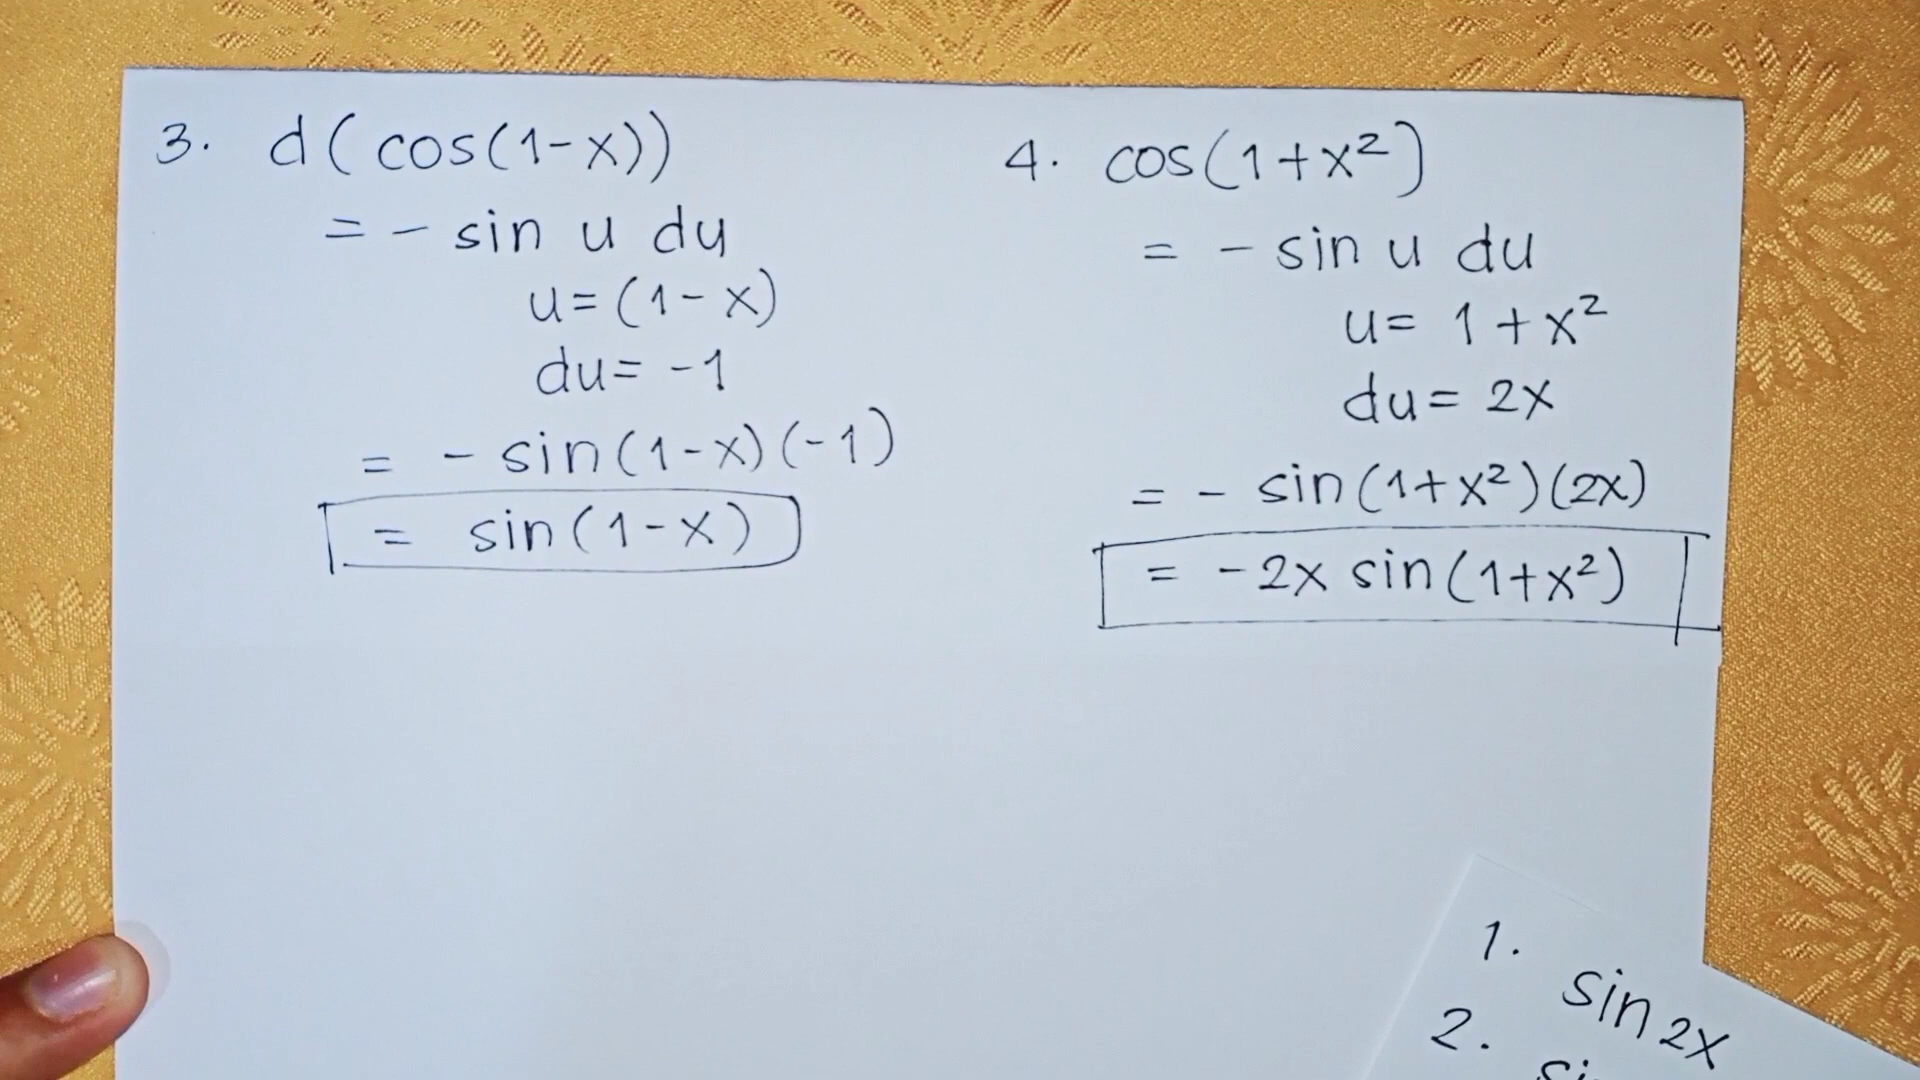 3. d(cos(1-x))
= - sin u du
u=(1-x)
du= -1
= - sin(1-x)(-1)
= sin(1-x)
4. cos(1+x²)
= - sin u du
u= 1+x²
du= 2x
= - sin(1+x²)(2x)
= -2x sin(1+x²)
1. sin 2x
2.